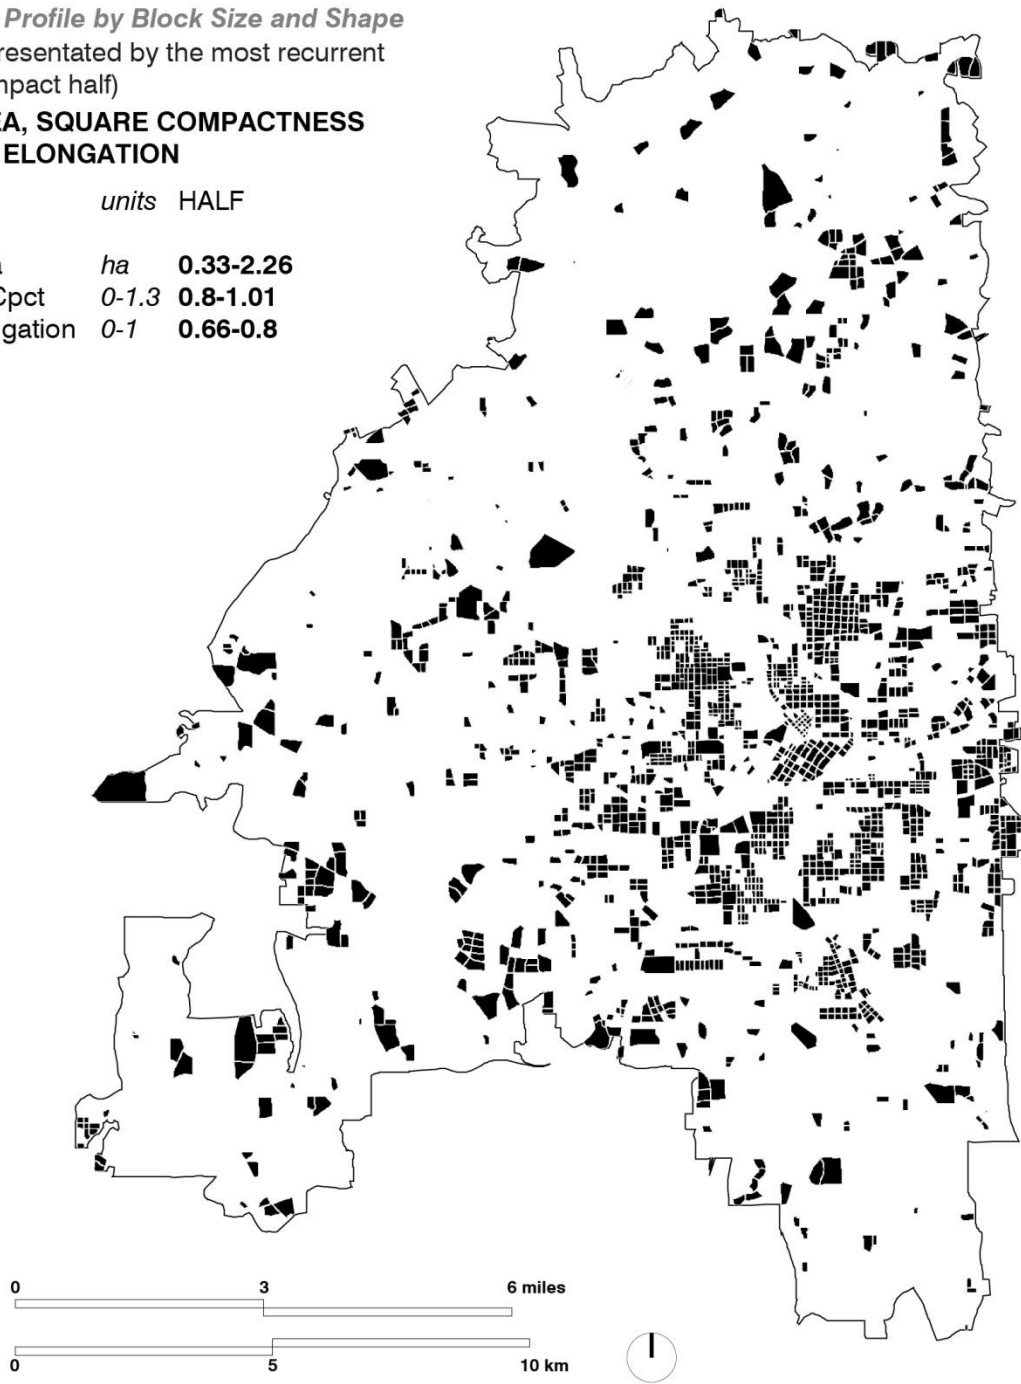 Profile by Block Size and Shape
resentated by the most recurrent
mpact half)
EA, SQUARE COMPACTNESS
ELONGATION
units HALF
a ha 0.33-2.26
Cpct 0-1.3 0.8-1.01
gation 0-1 0.66-0.8
0 3 6 miles
0 5 10 km